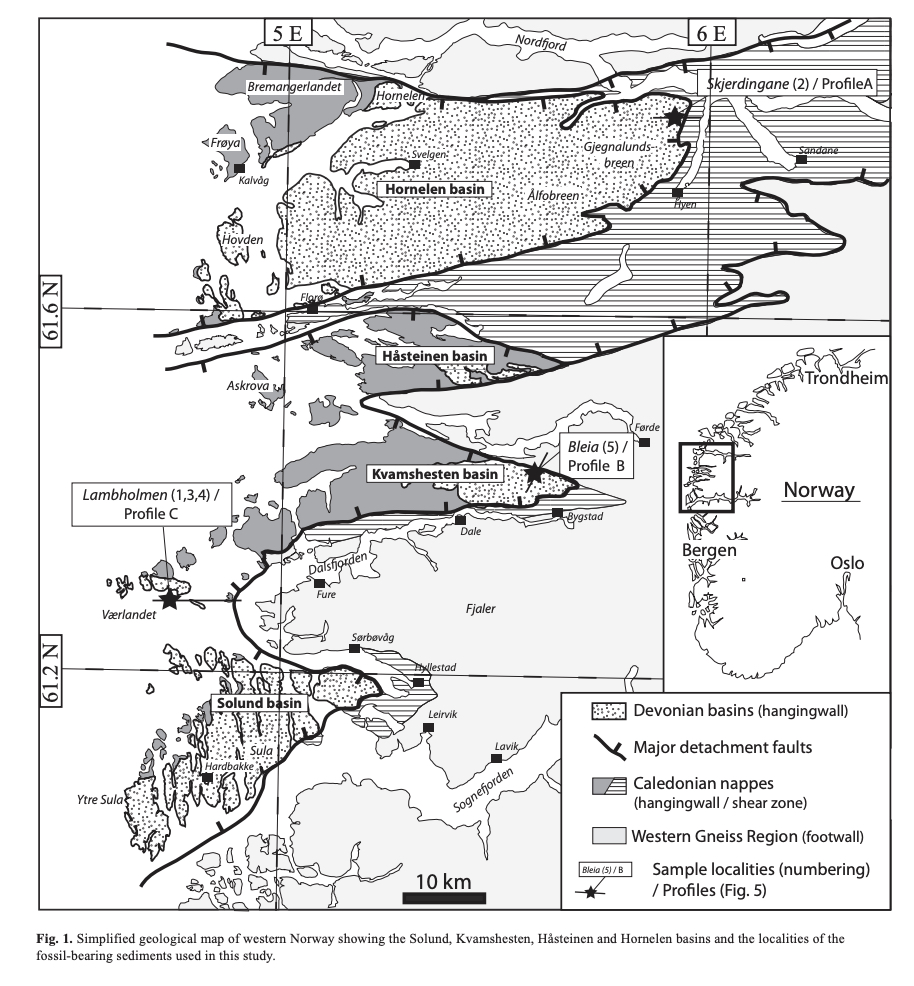 5 E
6 E
Nordfjord
Bremangerlandet
Skjerdingane (2) / ProfileA
Hornelen
Frøya
Gjegnalunds-
breen
Sandane
Svelgen
Kalvåg
Hornelen basin
Ålfobreen
Hyen
Hovden
61.6 N
Florø
Håsteinen basin
Askrova
Trondheim
Førde
Bleia (5) /
Profile B
Kvamshesten basin
Lambholmen (1,3,4) /
Profile C
Norway
Bygstad
Dale
Bergen
Oslo
Dalsfjorden
Fure
Værlandet
Fjaler
Sørbøvåg
61.2 N
Hyllestad
Solund basin
Leirvik
Sula
Lavik
Hardbakke
Sognefjorden
Ytre Sula
Devonian basins (hangingwall)
Major detachment faults
Caledonian nappes
(hangingwall / shear zone)
Western Gneiss Region (footwall)
Bleia (5) / B
Sample localities (numbering)
/ Profiles (Fig. 5)
10 km
Fig. 1. Simplified geological map of western Norway showing the Solund, Kvamshesten, Håsteinen and Hornelen basins and the localities of the
fossil-bearing sediments used in this study.